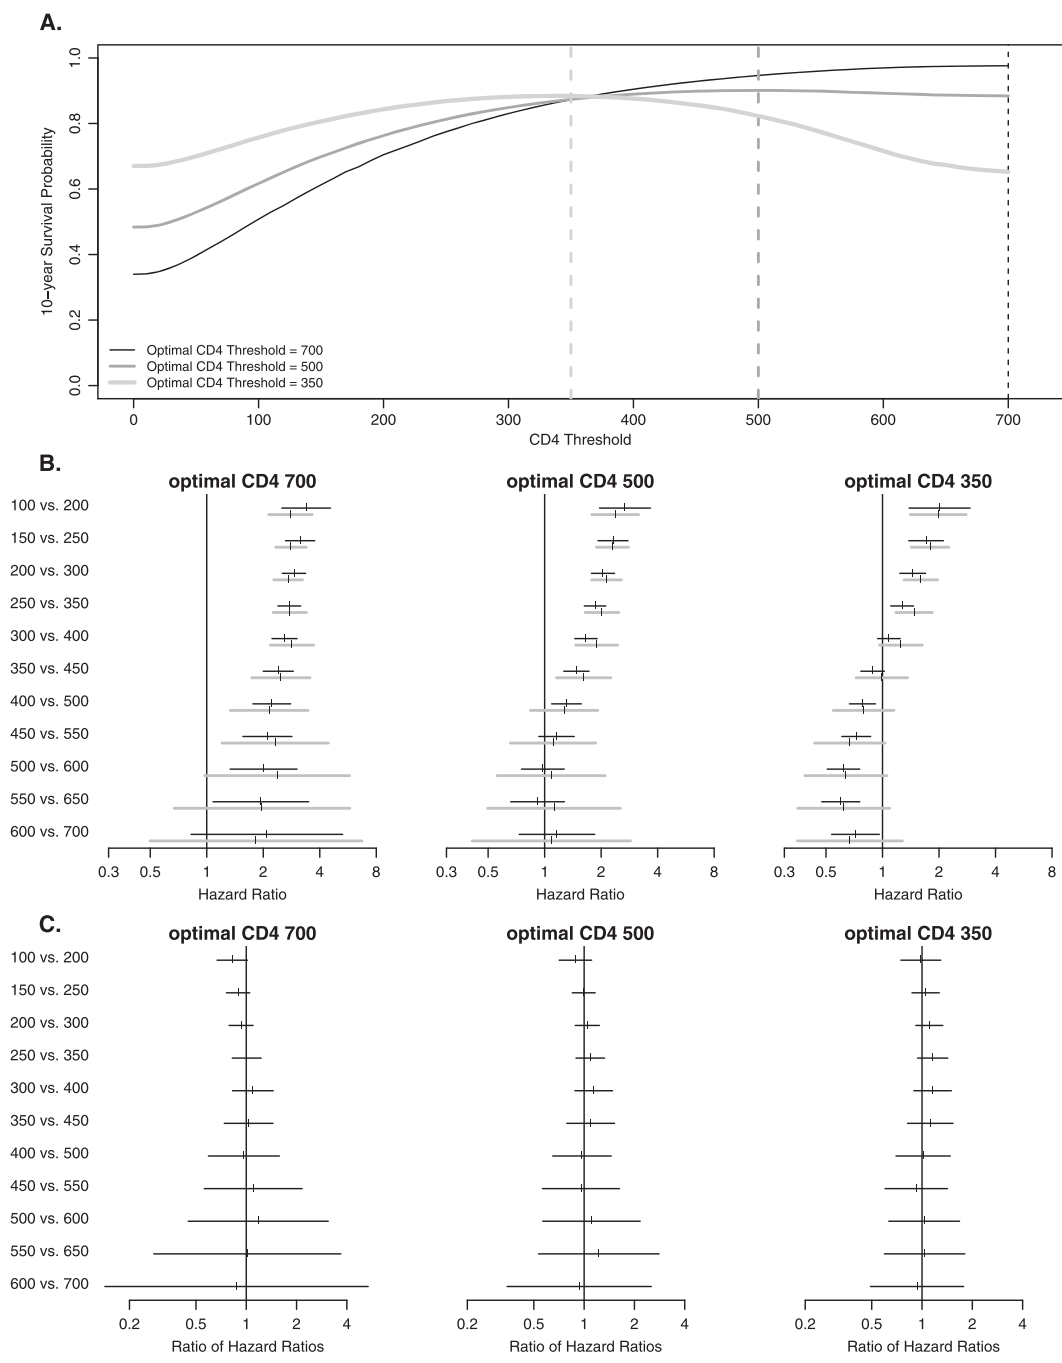 A.
1.0
0.8
0.6
0.4
0.2
0.0
10−year Survival Probability
Optimal CD4 Threshold = 700
Optimal CD4 Threshold = 500
Optimal CD4 Threshold = 350
0 100 200 300 400 500 600 700
CD4 Threshold
B.
optimal CD4 700 optimal CD4 500 optimal CD4 350
100 vs. 200
150 vs. 250
200 vs. 300
250 vs. 350
300 vs. 400
350 vs. 450
400 vs. 500
450 vs. 550
500 vs. 600
550 vs. 650
600 vs. 700
0.3 0.5 1 2 4 8 0.3 0.5 1 2 4 8 0.3 0.5 1 2 4 8
Hazard Ratio Hazard Ratio Hazard Ratio
C.
optimal CD4 700 optimal CD4 500 optimal CD4 350
100 vs. 200
150 vs. 250
200 vs. 300
250 vs. 350
300 vs. 400
350 vs. 450
400 vs. 500
450 vs. 550
500 vs. 600
550 vs. 650
600 vs. 700
0.2 0.5 1 2 4 0.2 0.5 1 2 4 0.2 0.5 1 2 4
Ratio of Hazard Ratios Ratio of Hazard Ratios Ratio of Hazard Ratios